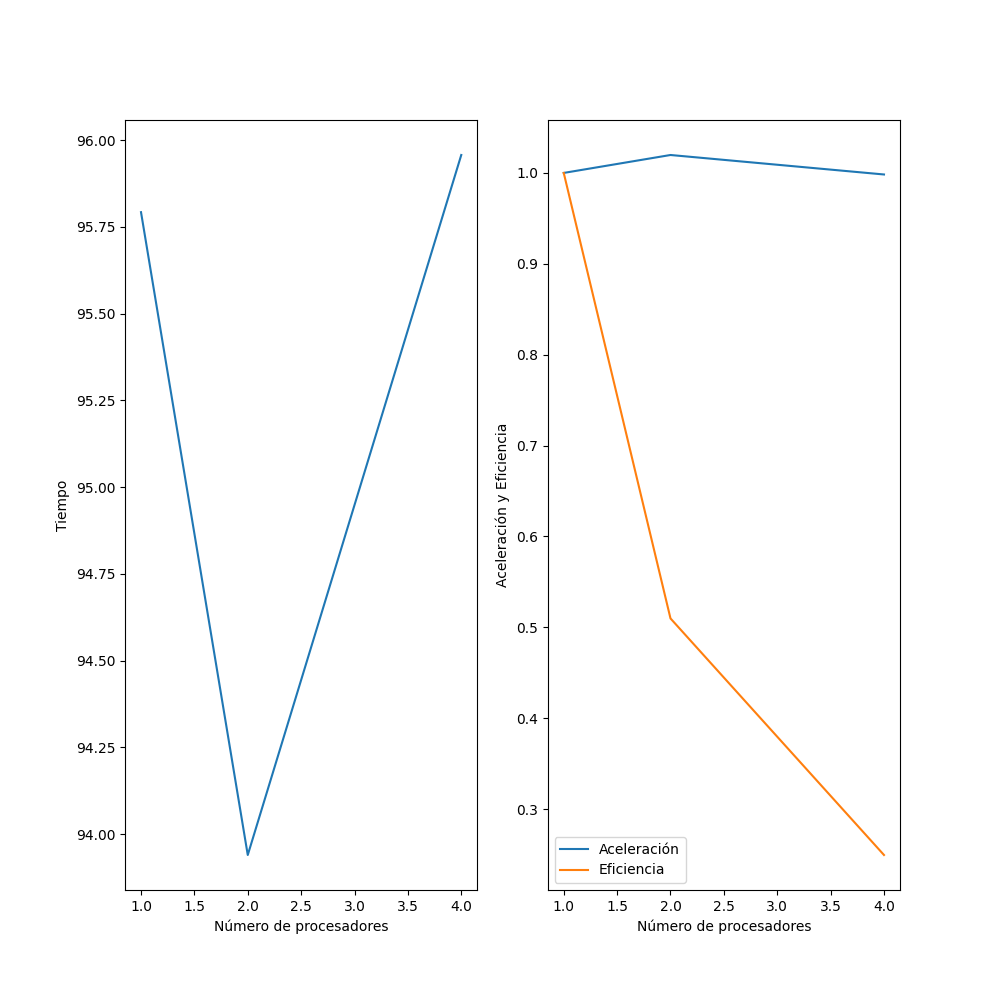 96.00
95.75
95.50
95.25
95.00
94.75
94.50
94.25
94.00
Tiempo
1.0 1.5 2.0 2.5 3.0 3.5 4.0
Número de procesadores
1.0
0.9
0.8
0.7
0.6
0.5
0.4
0.3
Aceleración y Eficiencia
Aceleración
Eficiencia
1.0 1.5 2.0 2.5 3.0 3.5 4.0
Número de procesadores